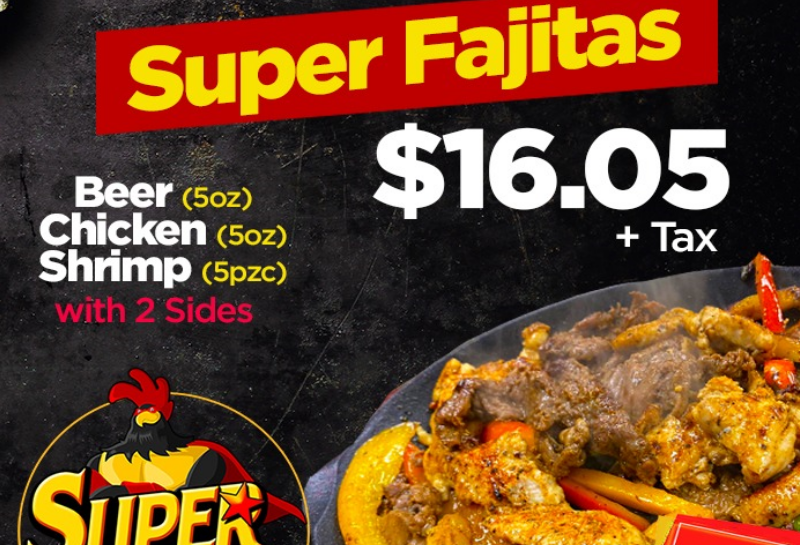 Super Fajitas
$16.05
+ Tax
Beer (5oz)
Chicken (5oz)
Shrimp (5pzc)
with 2 Sides
SUPER